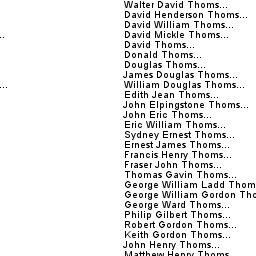 Walter David Thoms...
David Henderson Thoms...
David William Thoms...
...
David Mickle Thoms...
David Thoms...
Donald Thoms...
Douglas Thoms...
James Douglas Thoms...
...
William Douglas Thoms...
Edith Jean Thoms...
John Elpingstone Thoms...
John Eric Thoms...
Eric William Thoms...
Sydney Ernest Thoms...
Ernest James Thoms...
Francis Henry Thoms...
Fraser John Thoms...
Thomas Gavin Thoms...
George William Ladd Thom
George William Gordon Tho
George Ward Thoms...
Philip Gilbert Thoms...
Robert Gordon Thoms...
Keith Gordon Thoms...
John Henry Thoms...
Matthew Henry Thoms